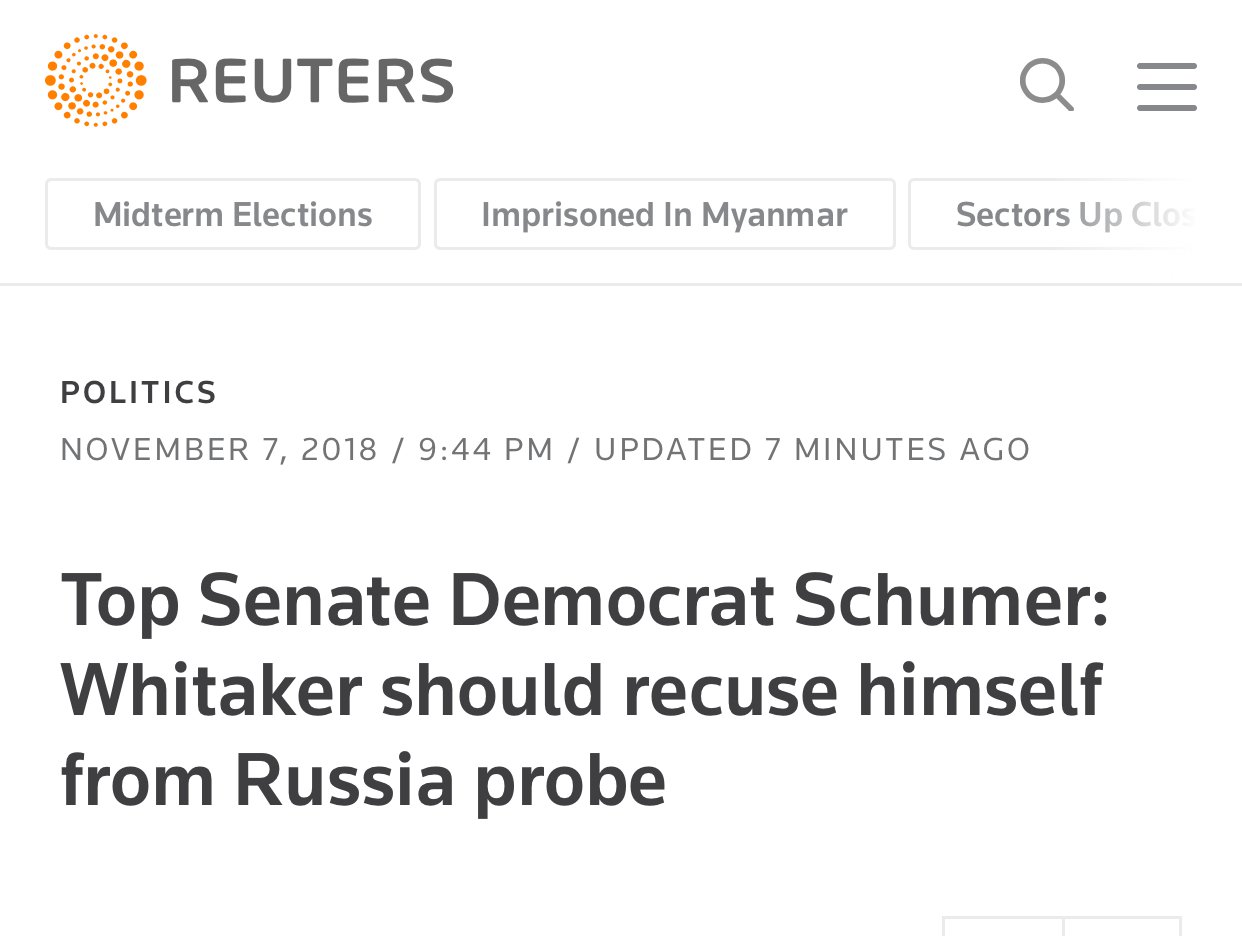 REUTERS
Midterm Elections
Imprisoned In Myanmar
Sectors Up Clos
POLITICS
NOVEMBER 7, 2018 / 9:44 PM / UPDATED 7 MINUTES AGO
Top Senate Democrat Schumer:
Whitaker should recuse himself
from Russia probe